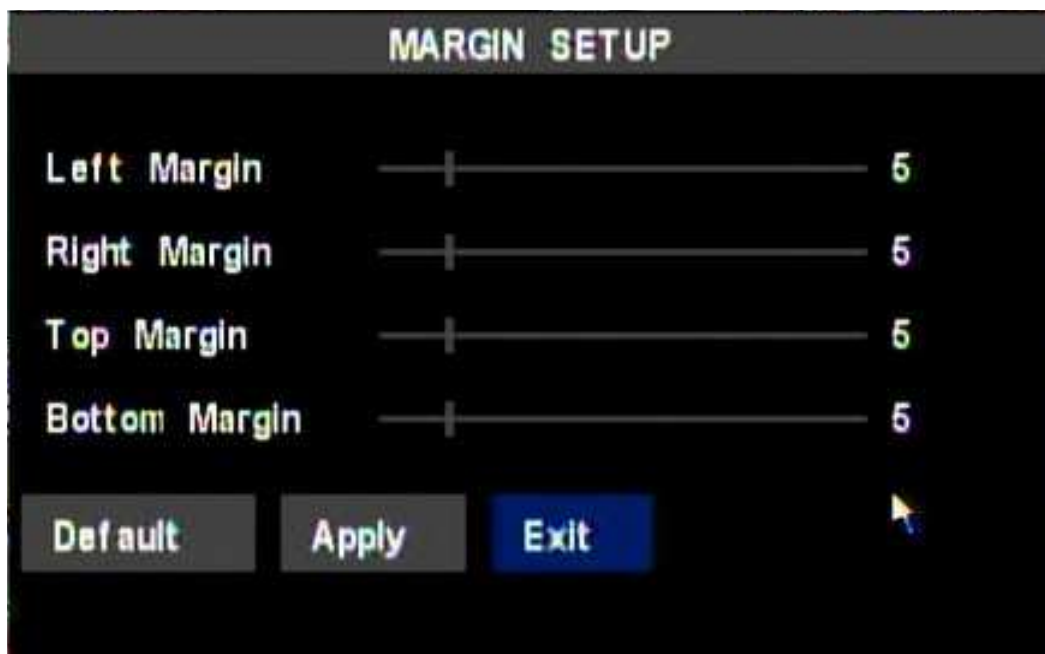 MARGIN SETUP
Left Margin 5
Right Margin 5
Top Margin 5
Bottom Margin 5
Default Apply Exit